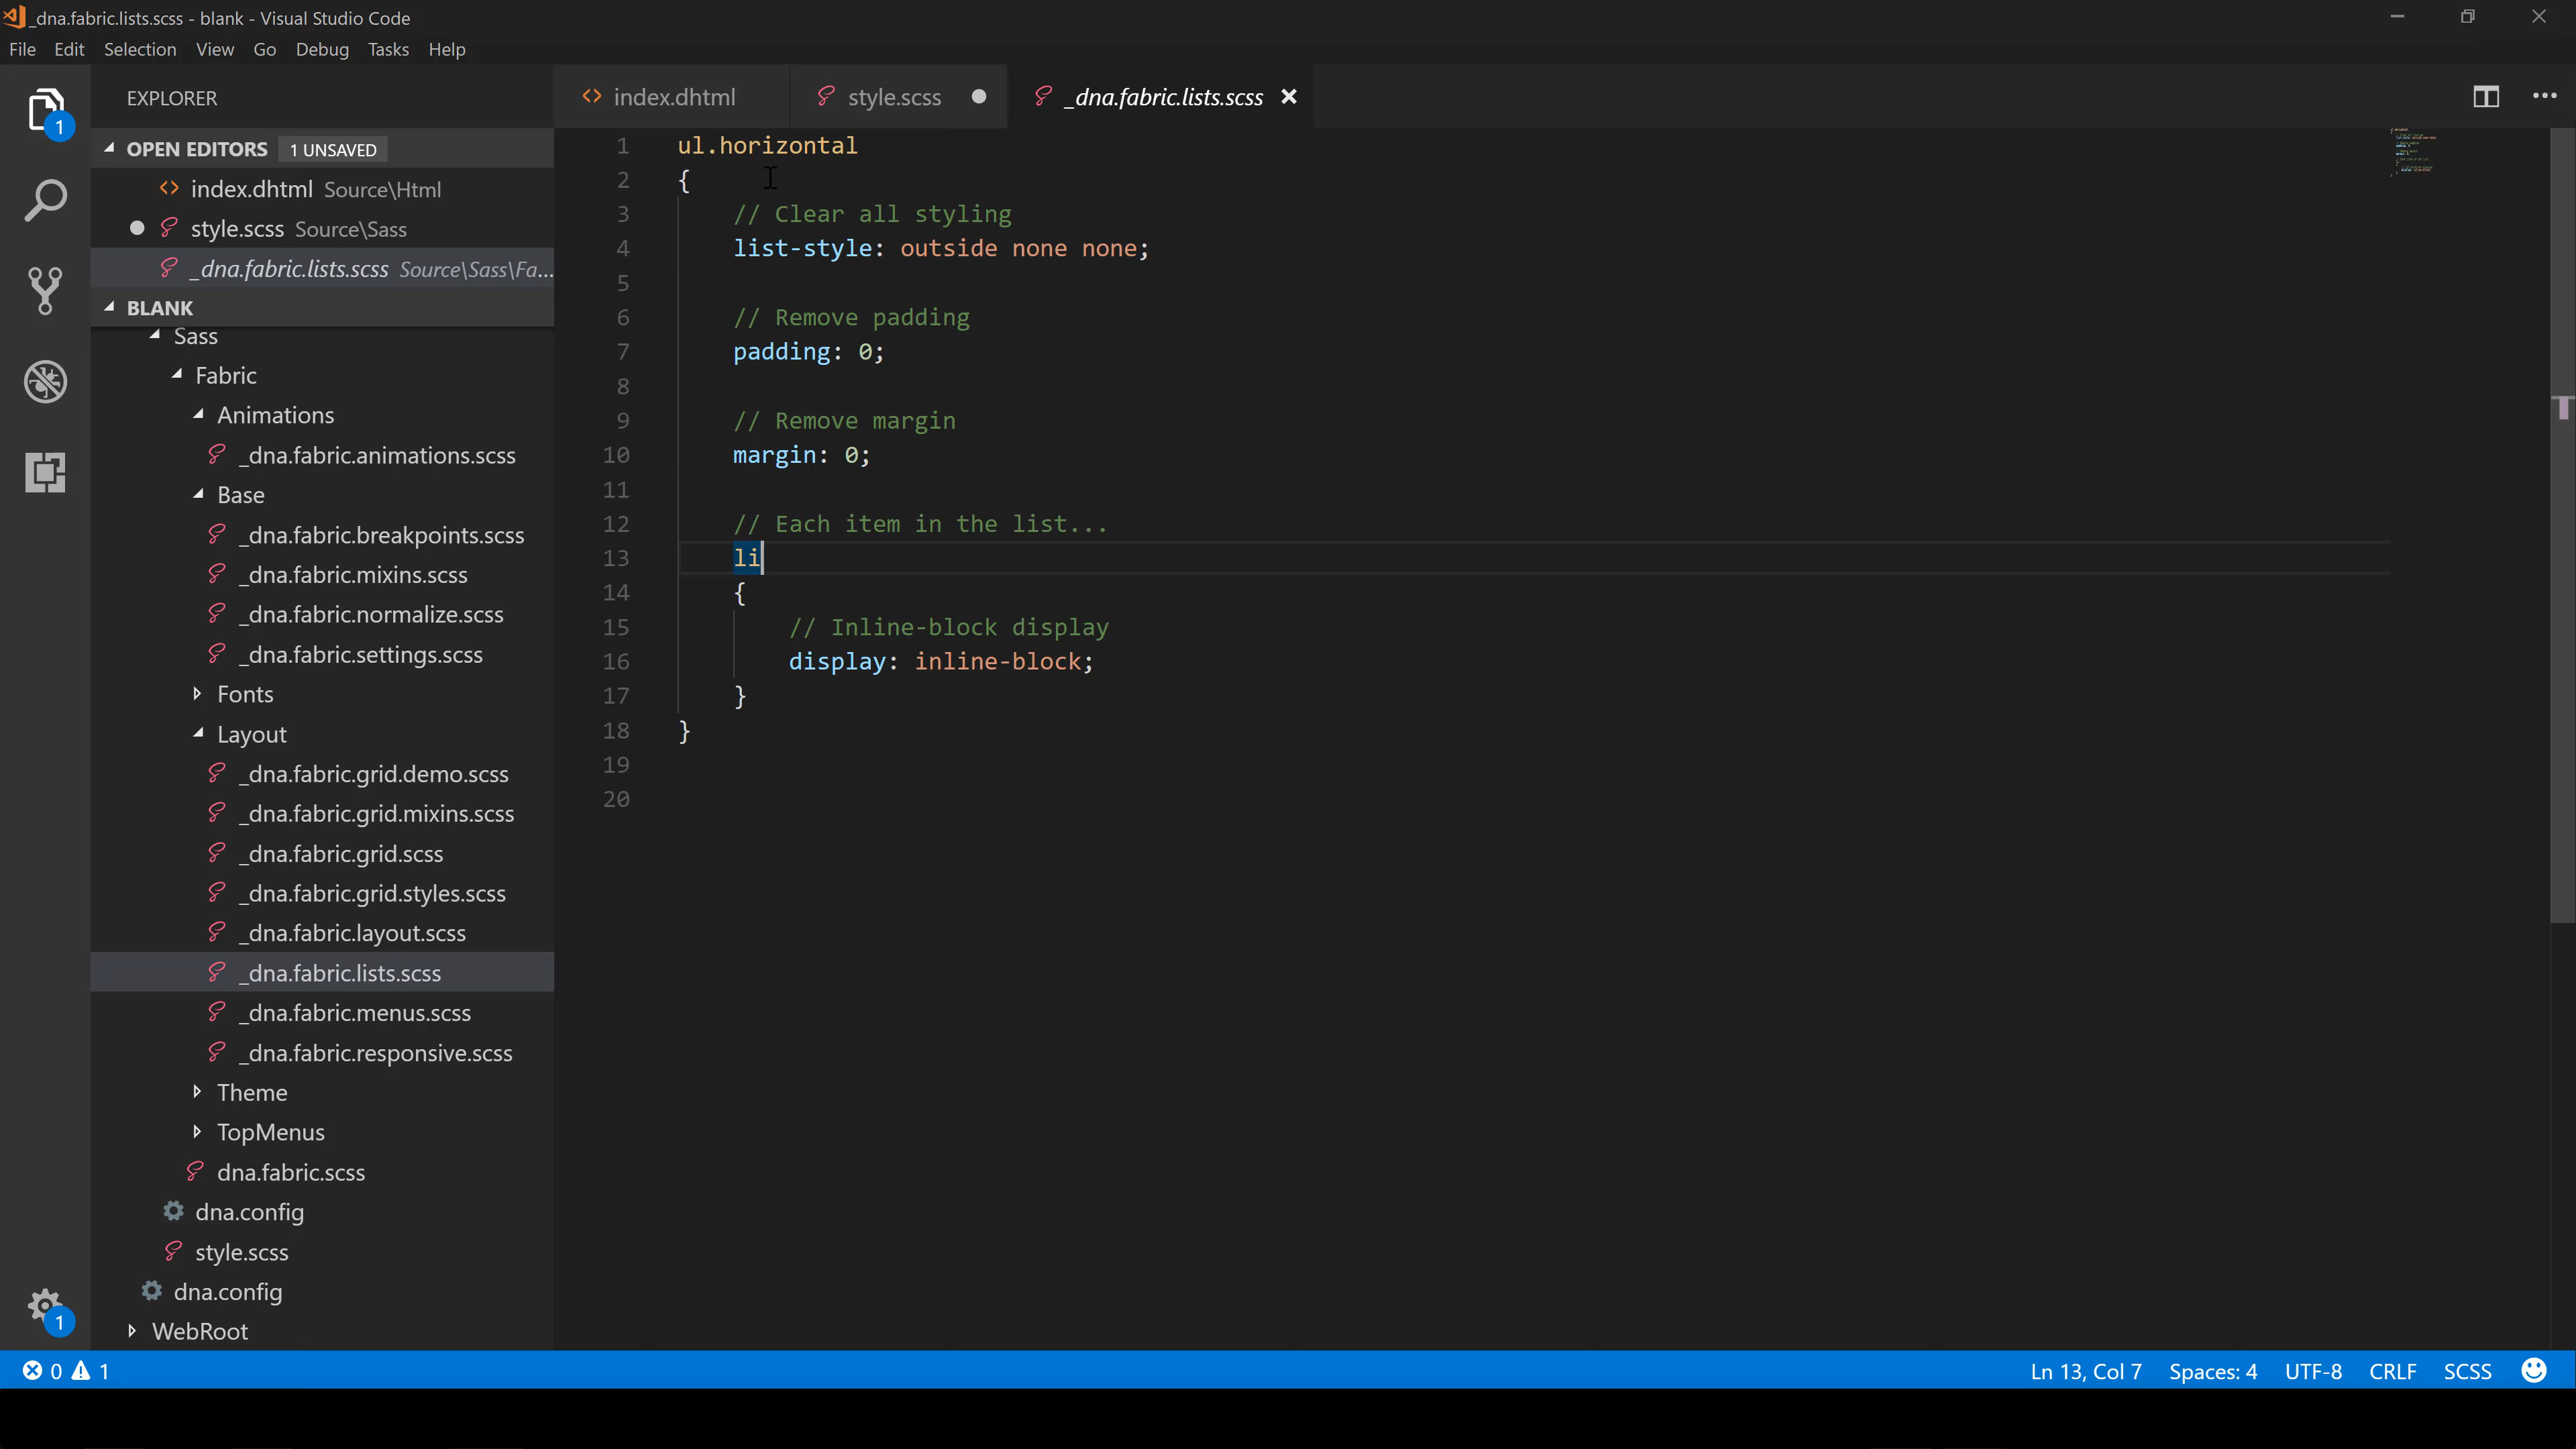 _dna.fabric.lists.scss - blank - Visual Studio Code
File Edit Selection View Go Debug Tasks Help
EXPLORER
OPEN EDITORS 1 UNSAVED
index.dhtml Source\Html
style.scss Source\Sass
_dna.fabric.lists.scss Source\Sass\Fa...
BLANK
Sass
Fabric
Animations
_dna.fabric.animations.scss
Base
_dna.fabric.breakpoints.scss
_dna.fabric.mixins.scss
_dna.fabric.normalize.scss
_dna.fabric.settings.scss
Fonts
Layout
_dna.fabric.grid.demo.scss
_dna.fabric.grid.mixins.scss
_dna.fabric.grid.scss
_dna.fabric.grid.styles.scss
_dna.fabric.layout.scss
_dna.fabric.lists.scss
_dna.fabric.menus.scss
_dna.fabric.responsive.scss
Theme
TopMenus
dna.fabric.scss
dna.config
style.scss
dna.config
WebRoot
1
1
index.dhtml style.scss _dna.fabric.lists.scss
1 ul.horizontal
2 {
3 // Clear all styling
4 list-style: outside none none;
5
6 // Remove padding
7 padding: 0;
8
9 // Remove margin
10 margin: 0;
11
12 // Each item in the list...
13 li
14 {
15 // Inline-block display
16 display: inline-block;
17 }
18 }
19
20
0 1 Ln 13, Col 7 Spaces: 4 UTF-8 CRLF SCSS